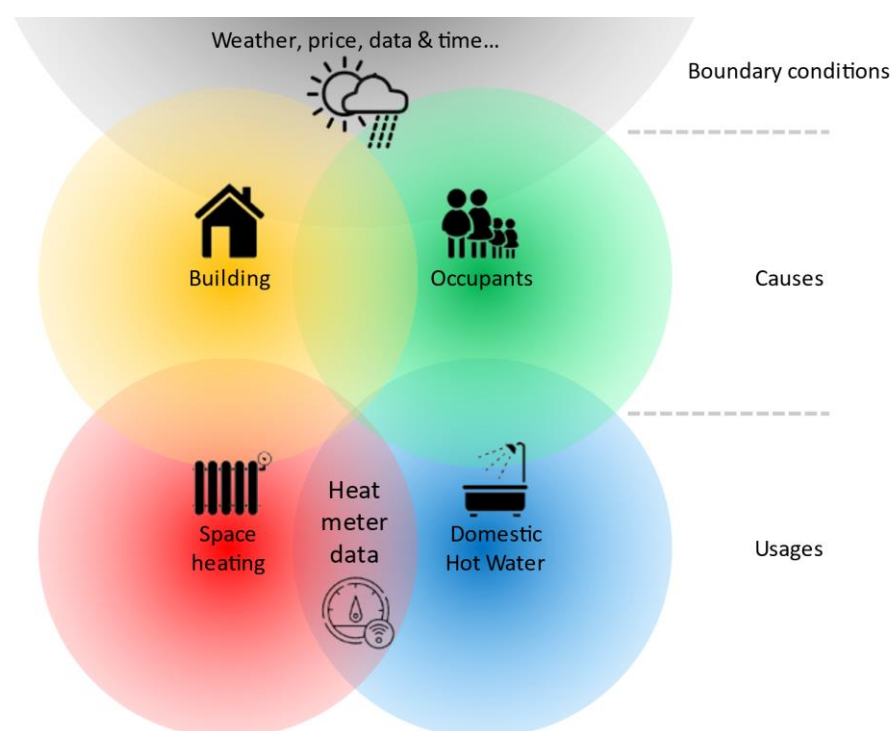 Weather, price, data & time…
Boundary conditions
Building
Occupants
Causes
Heat
meter
data
Space
heating
Domestic
Hot Water
Usages